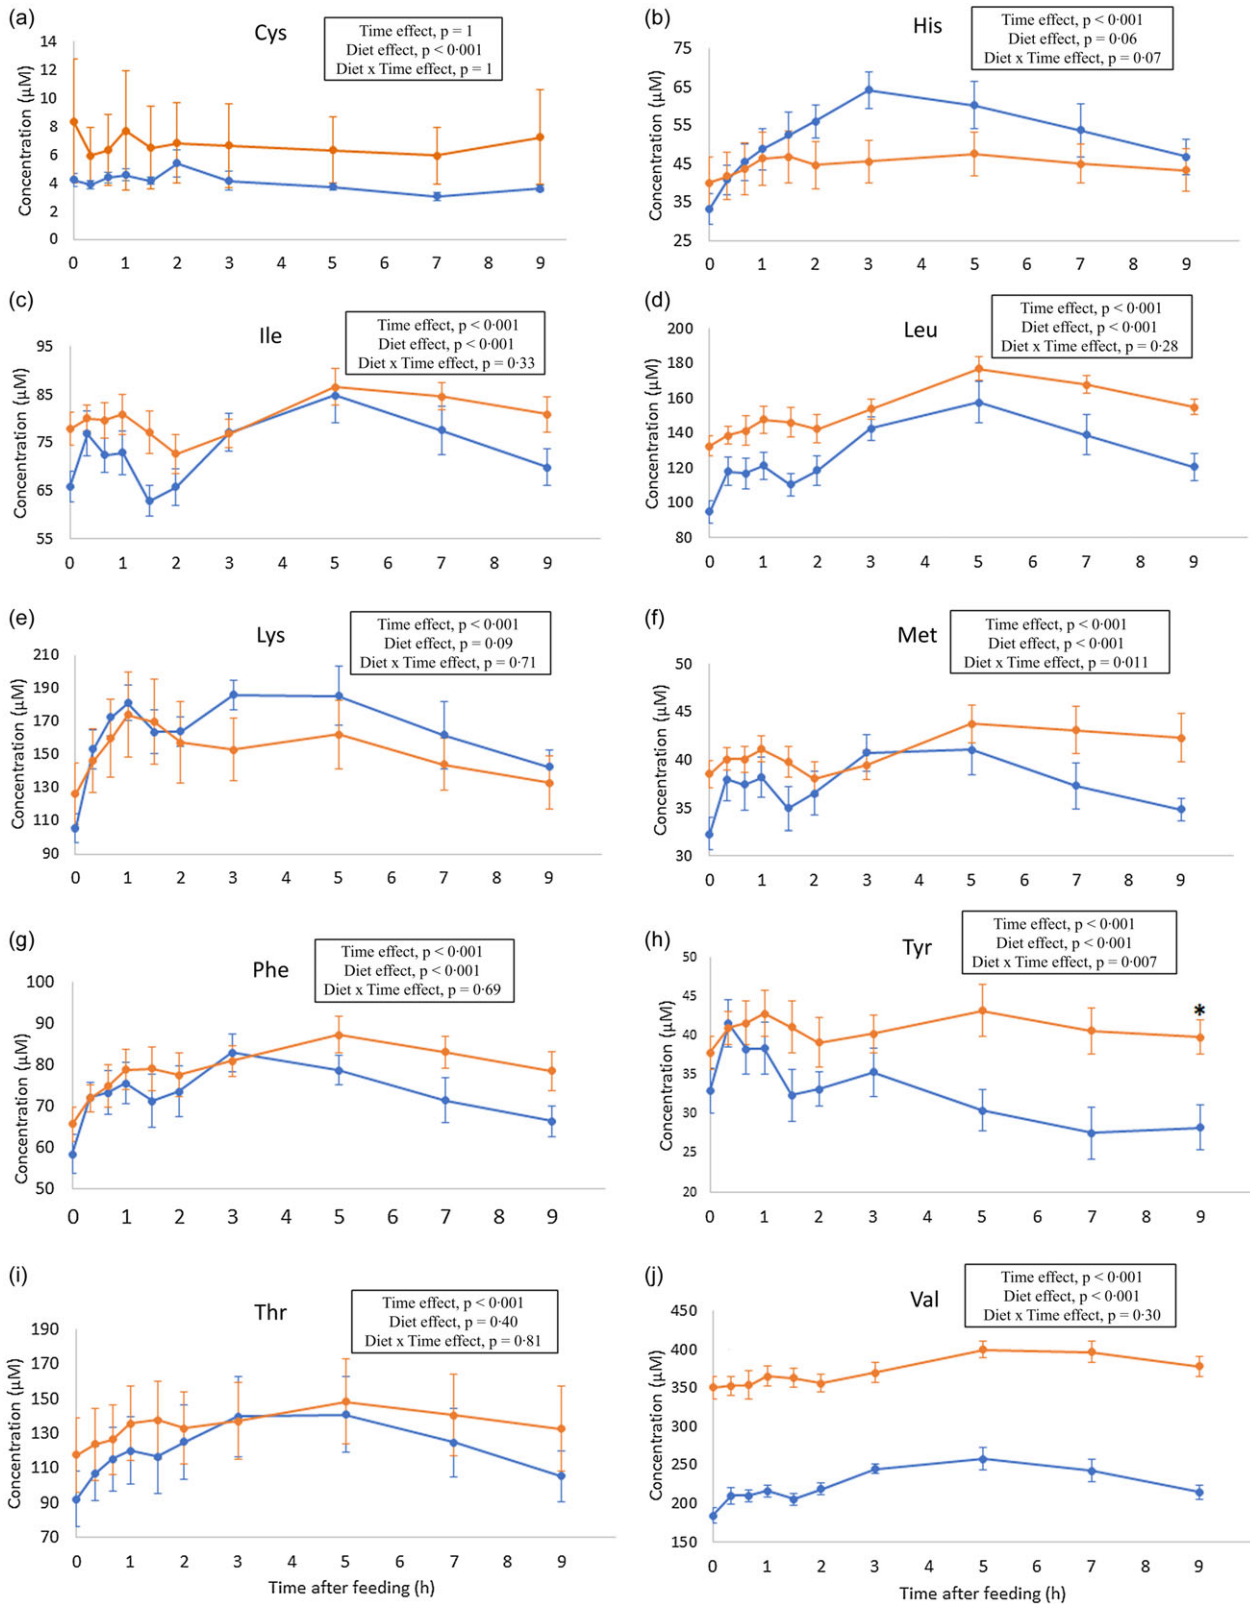 (a)
Cys
Time effect, p = 1
Diet effect, p < 0·001
Diet x Time effect, p = 1
Concentration (µM)
14
12
10
8
6
4
2
0
0 1 2 3 4 5 6 7 8 9
(b)
His
Time effect, p < 0·001
Diet effect, p = 0·06
Diet x Time effect, p = 0·07
Concentration (µM)
75
65
55
45
35
25
0 1 2 3 4 5 6 7 8 9
(c)
Ile
Time effect, p < 0·001
Diet effect, p < 0·001
Diet x Time effect, p = 0·33
Concentration (µM)
95
85
75
65
55
0 1 2 3 4 5 6 7 8 9
(d)
Leu
Time effect, p < 0·001
Diet effect, p < 0·001
Diet x Time effect, p = 0·28
Concentration (µM)
200
180
160
140
120
100
80
0 1 2 3 4 5 6 7 8 9
(e)
Lys
Time effect, p < 0·001
Diet effect, p = 0·09
Diet x Time effect, p = 0·71
Concentration (µM)
210
190
170
150
130
110
90
0 1 2 3 4 5 6 7 8 9
(f)
Met
Time effect, p < 0·001
Diet effect, p < 0·001
Diet x Time effect, p = 0·011
Concentration (µM)
50
45
40
35
30
0 1 2 3 4 5 6 7 8 9
(g)
Phe
Time effect, p < 0·001
Diet effect, p < 0·001
Diet x Time effect, p = 0·69
Concentration (µM)
100
90
80
70
60
50
0 1 2 3 4 5 6 7 8 9
(h)
Tyr
Time effect, p < 0·001
Diet effect, p < 0·001
Diet x Time effect, p = 0·007
Concentration (µM)
50
45
40
35
30
25
20
*
0 1 2 3 4 5 6 7 8 9
(i)
Thr
Time effect, p < 0·001
Diet effect, p = 0·40
Diet x Time effect, p = 0·81
Concentration (µM)
190
170
150
130
110
90
70
0 1 2 3 4 5 6 7 8 9
Time after feeding (h)
(j)
Val
Time effect, p < 0·001
Diet effect, p < 0·001
Diet x Time effect, p = 0·30
Concentration (µM)
450
400
350
300
250
200
150
0 1 2 3 4 5 6 7 8 9
Time after feeding (h)